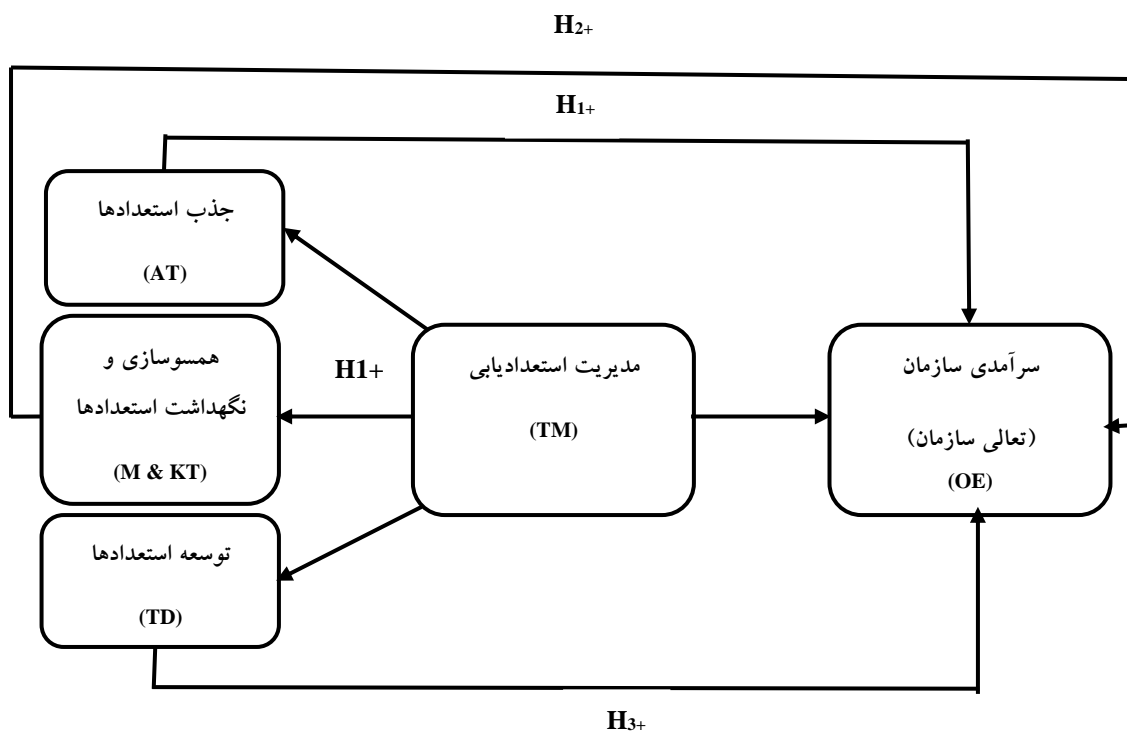 H2+
H1+
جذب استعدادها
(AT)
همسوسازی و
نگهداشت استعدادها
(M & KT)
H1+
مدیریت استعدادیابی
(TM)
سرآمدی سازمان
(تعالی سازمان)
(OE)
توسعه استعدادها
(TD)
H3+